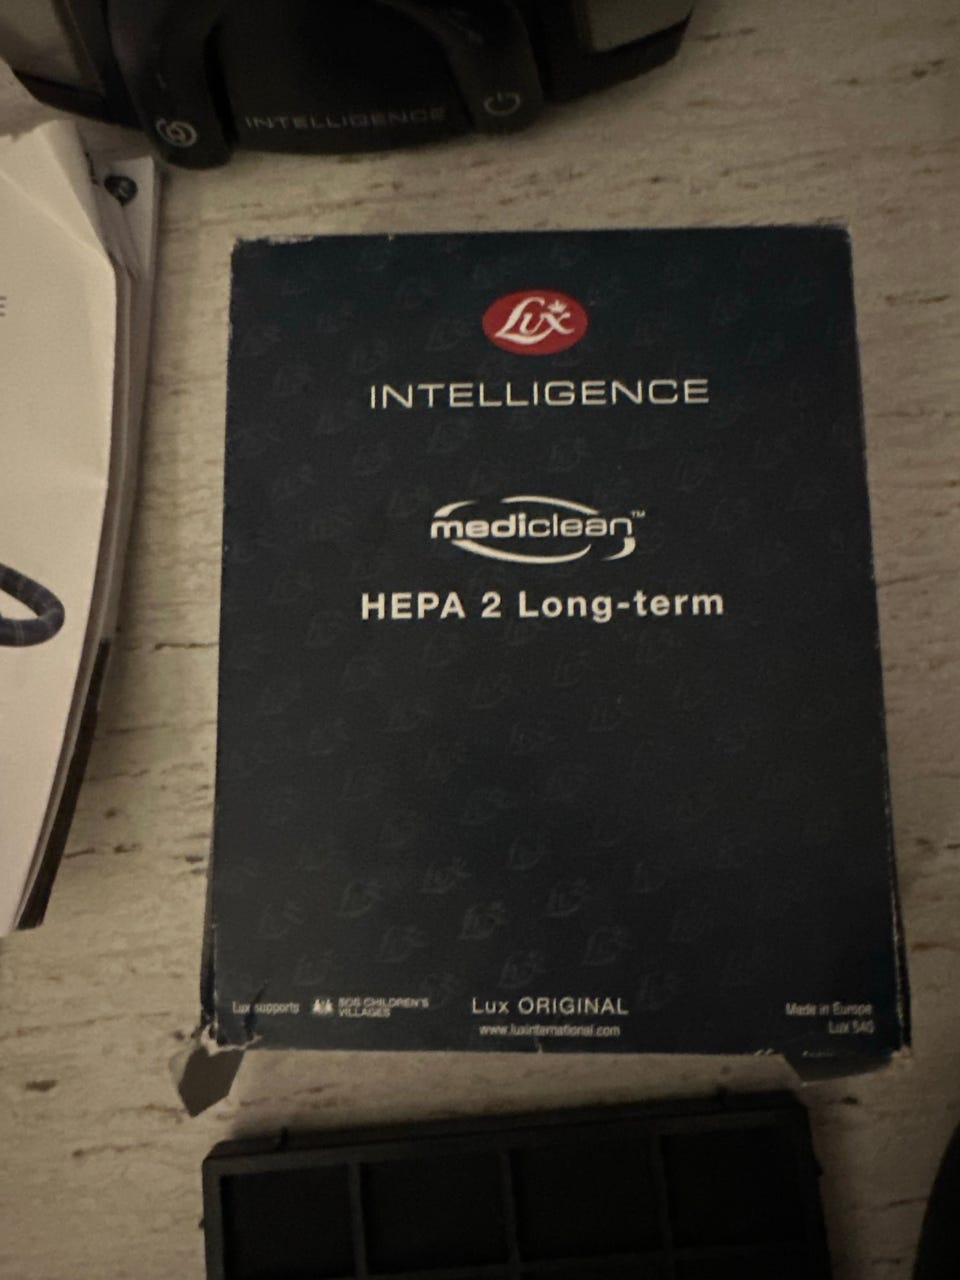 INTELLIGENCE
E
Lux
INTELLIGENCE
mediclean™
HEPA 2 Long-term
Lux supports
SOS CHILDREN'S
VILLAGES
Lux ORIGINAL
www.luxinternational.com
Made in Europe
Lux 540